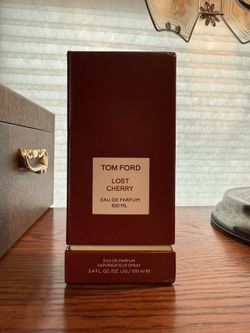 TOM FORD
LOST
CHERRY
EAU DE PARFUM
100 ML
EAU DE PARFUM
VAPORISATEUR SPRAY
3.4 FL.OZ./OZ. LIQ./100 ml ℮